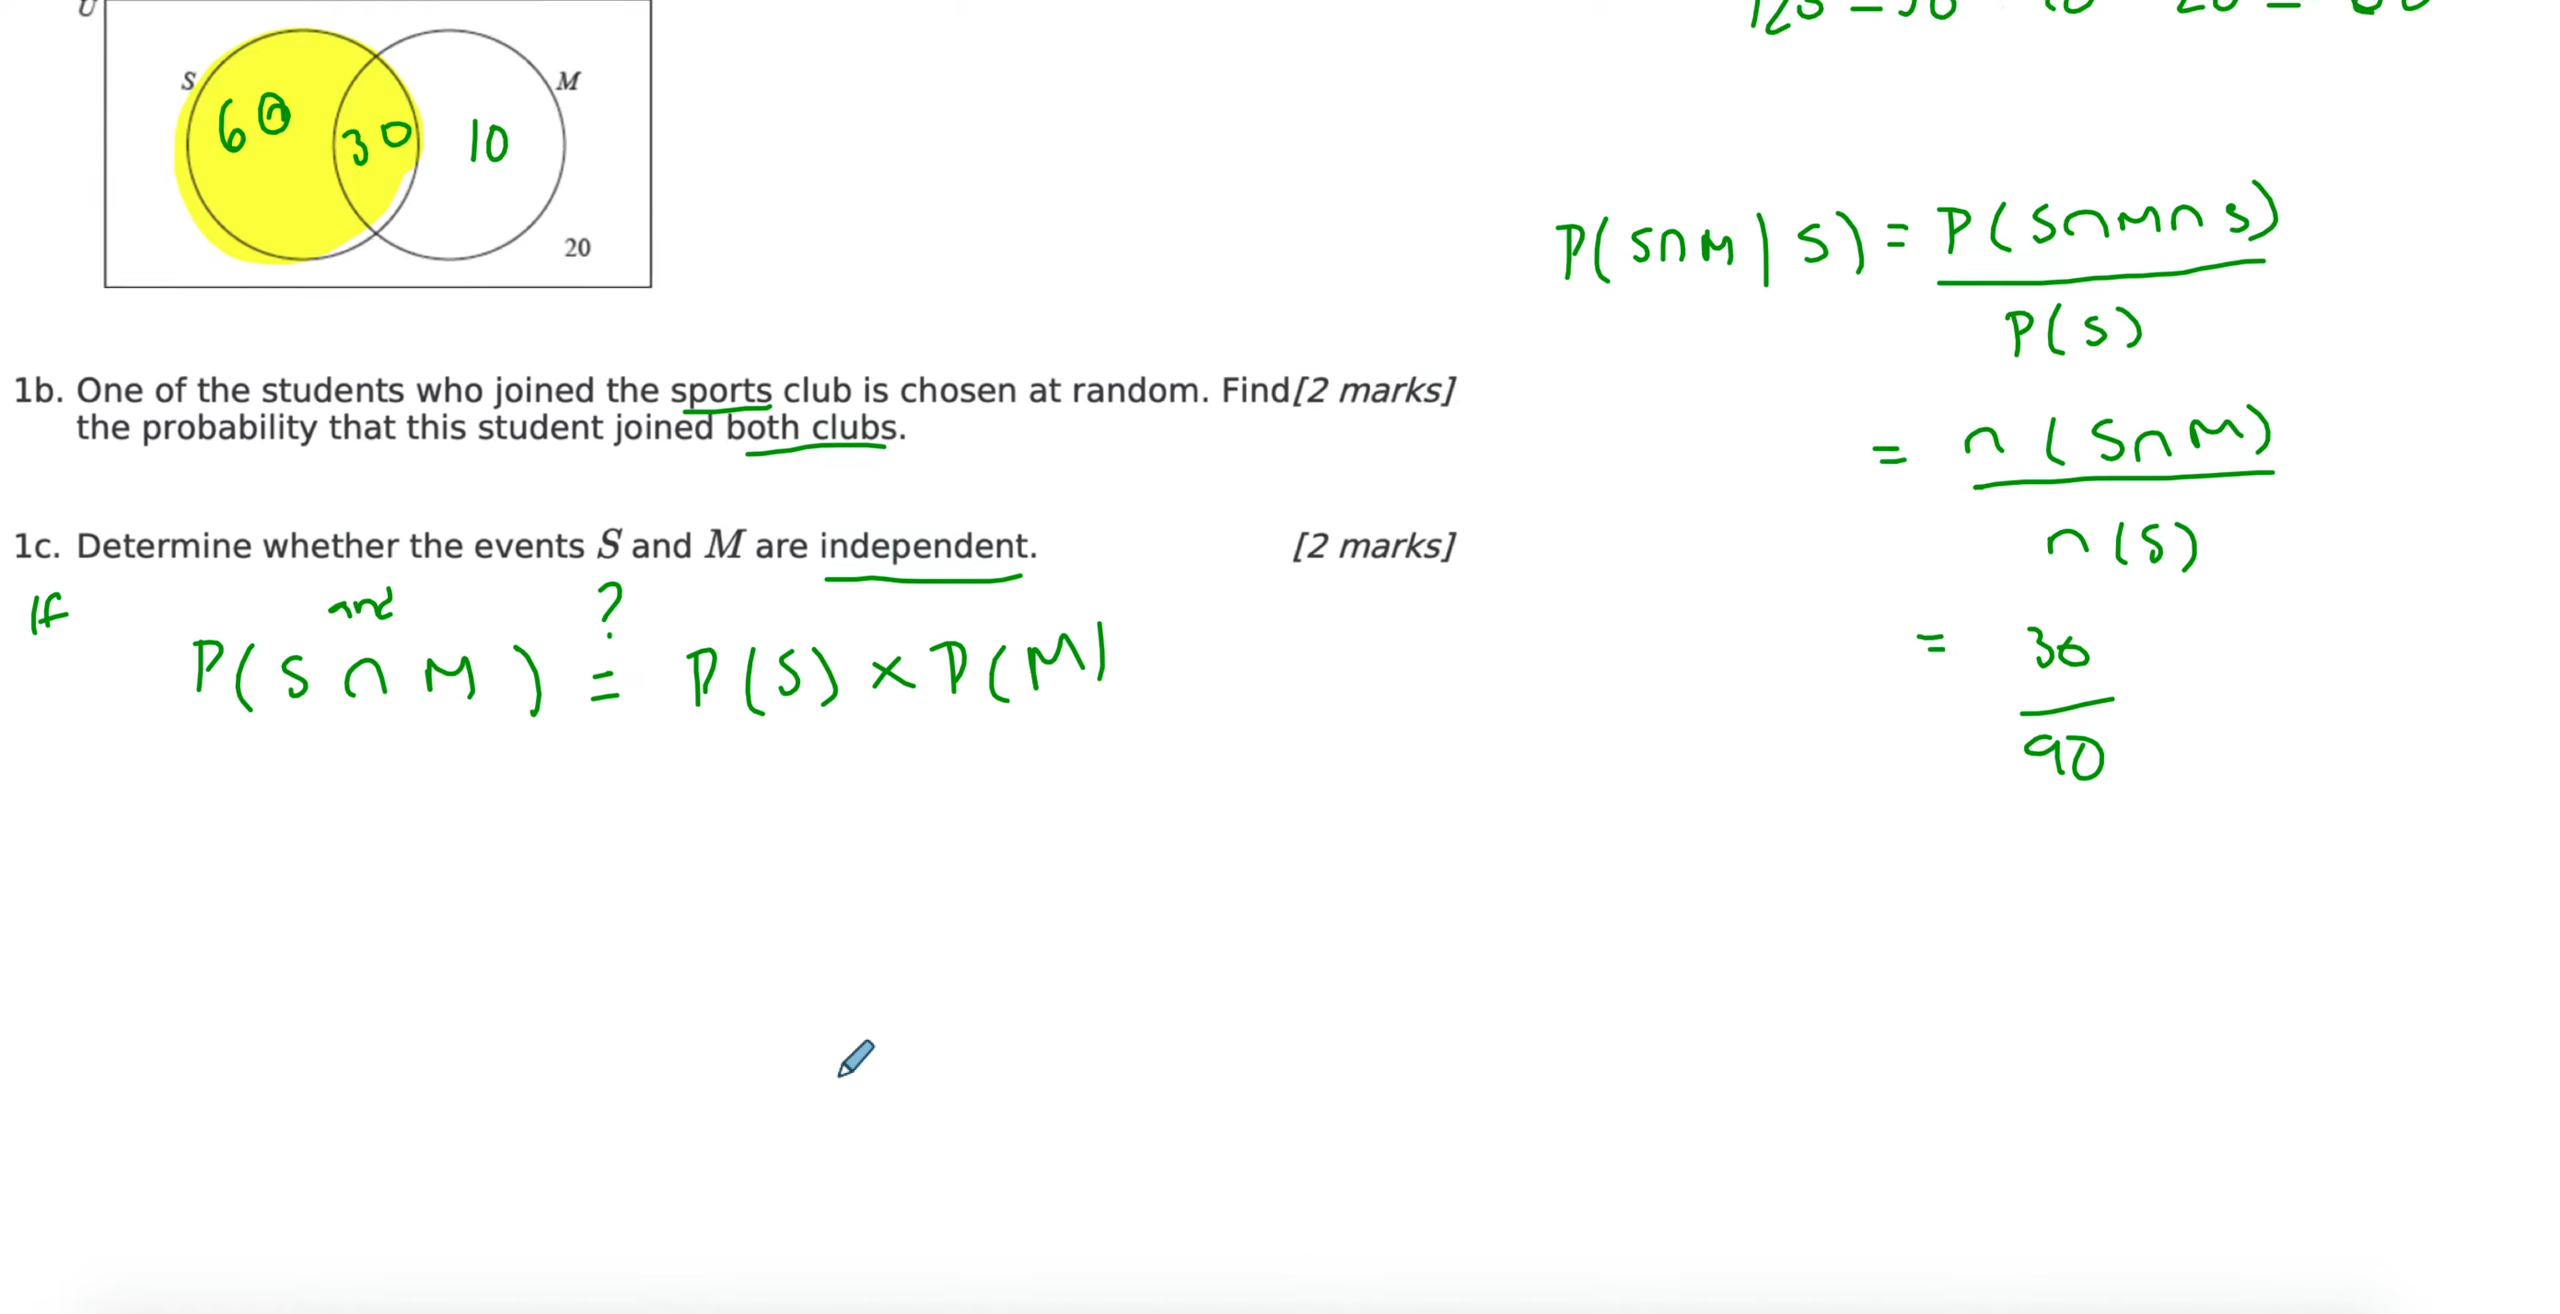 U
S
M
60
30
10
20
P(S∩M|S) = P(S∩M∩S)
P(S)
= n(S∩M)
n(S)
= 30
90
1b. One of the students who joined the sports club is chosen at random. Find [2 marks]
the probability that this student joined both clubs.
1c. Determine whether the events S and M are independent. [2 marks]
If and ?
P(S∩M) = P(S) × P(M)